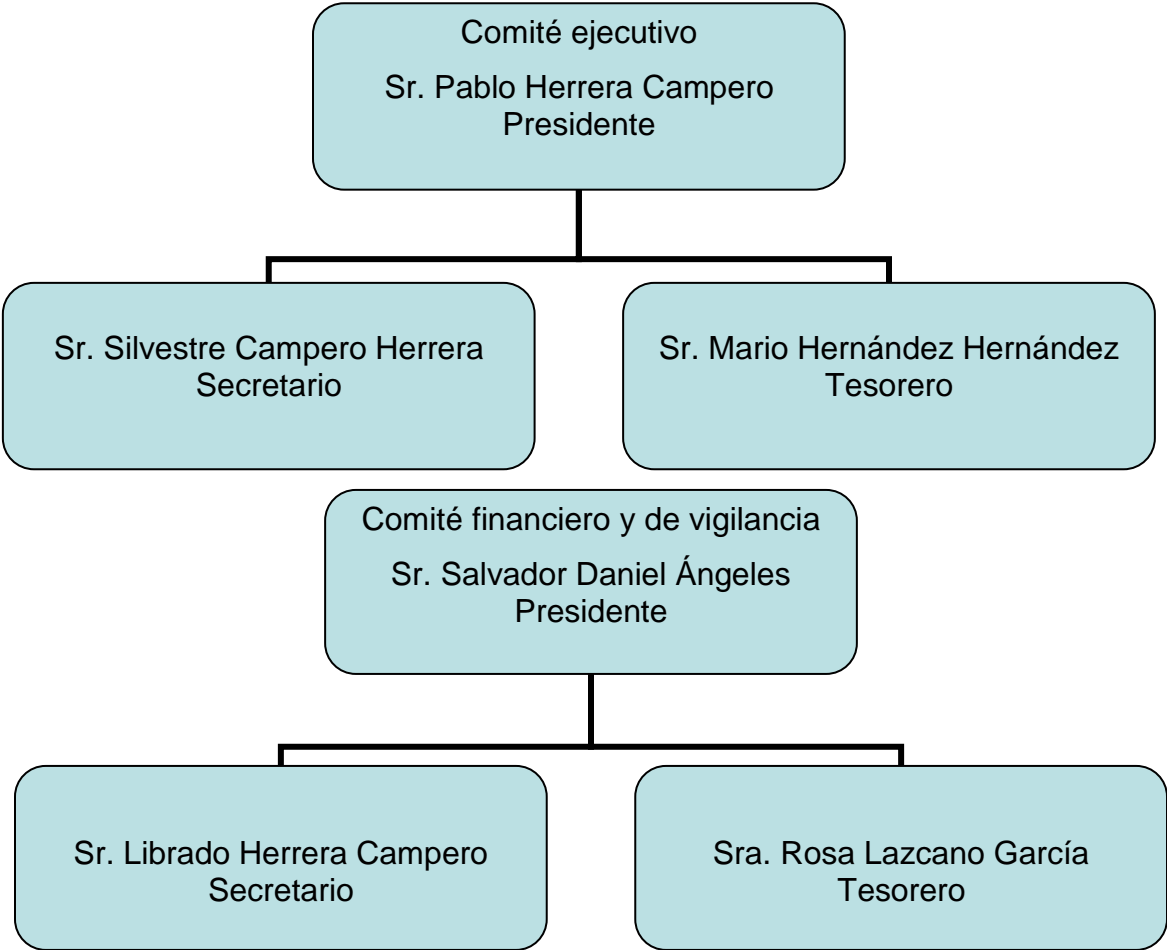 Comité ejecutivo
Sr. Pablo Herrera Campero
Presidente
Sr. Silvestre Campero Herrera
Secretario
Sr. Mario Hernández Hernández
Tesorero
Comité financiero y de vigilancia
Sr. Salvador Daniel Ángeles
Presidente
Sr. Librado Herrera Campero
Secretario
Sra. Rosa Lazcano García
Tesorero